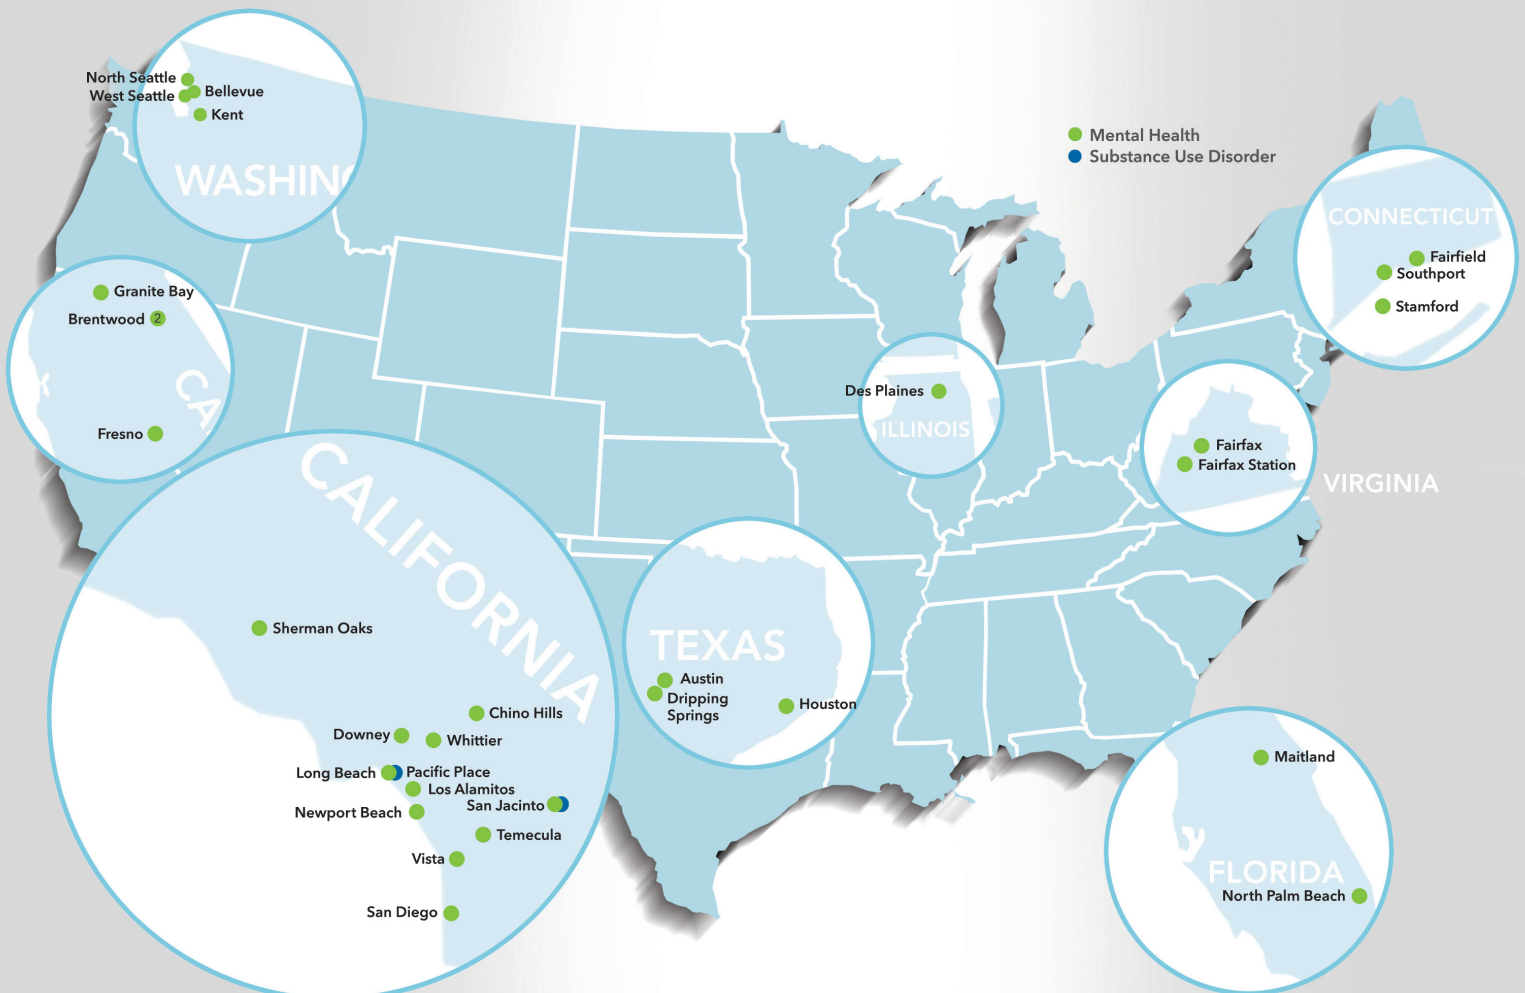 North Seattle
West Seattle
Bellevue
Kent
WASHING
Mental Health
Substance Use Disorder
CONNECTICUT
Fairfield
Southport
Stamford
Granite Bay
Brentwood 2
CA
Fresno
Des Plaines
ILLINOIS
Fairfax
Fairfax Station
VIRGINIA
CALIFORNIA
Sherman Oaks
Chino Hills
Downey
Whittier
Long Beach
Pacific Place
Los Alamitos
San Jacinto
Newport Beach
Temecula
Vista
San Diego
TEXAS
Austin
Dripping
Springs
Houston
Maitland
FLORIDA
North Palm Beach